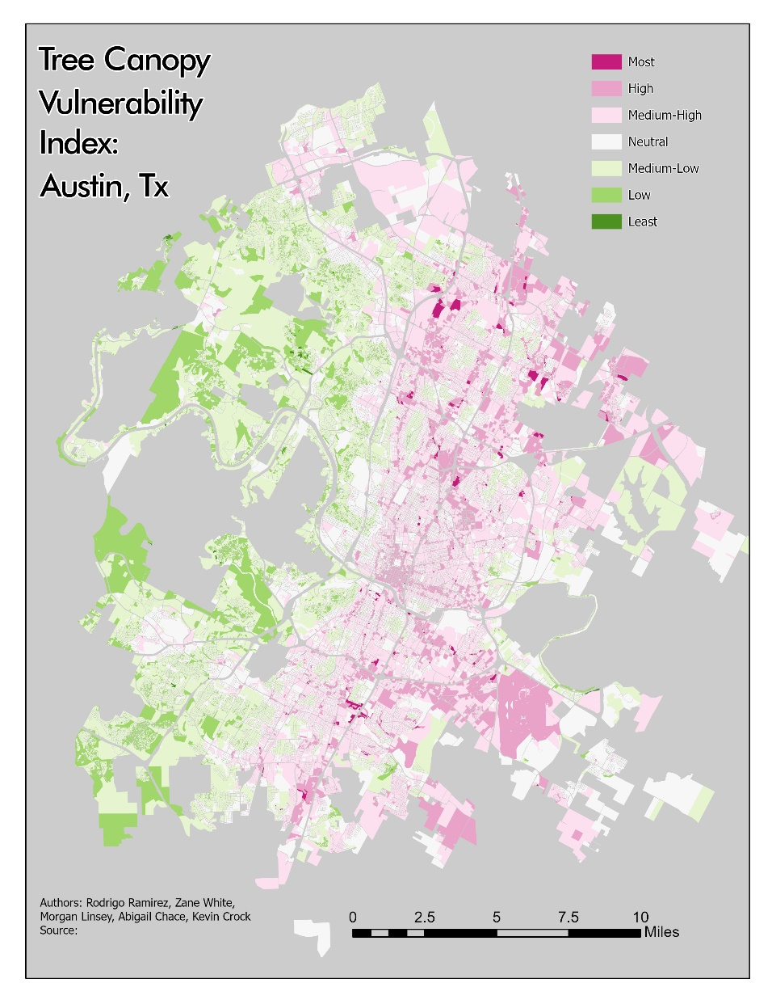 Tree Canopy
Vulnerability
Index:
Austin, Tx
Most
High
Medium-High
Neutral
Medium-Low
Low
Least
Authors: Rodrigo Ramirez, Zane White,
Morgan Linsey, Abigail Chace, Kevin Crock
Source:
0 2.5 5 7.5 10
Miles